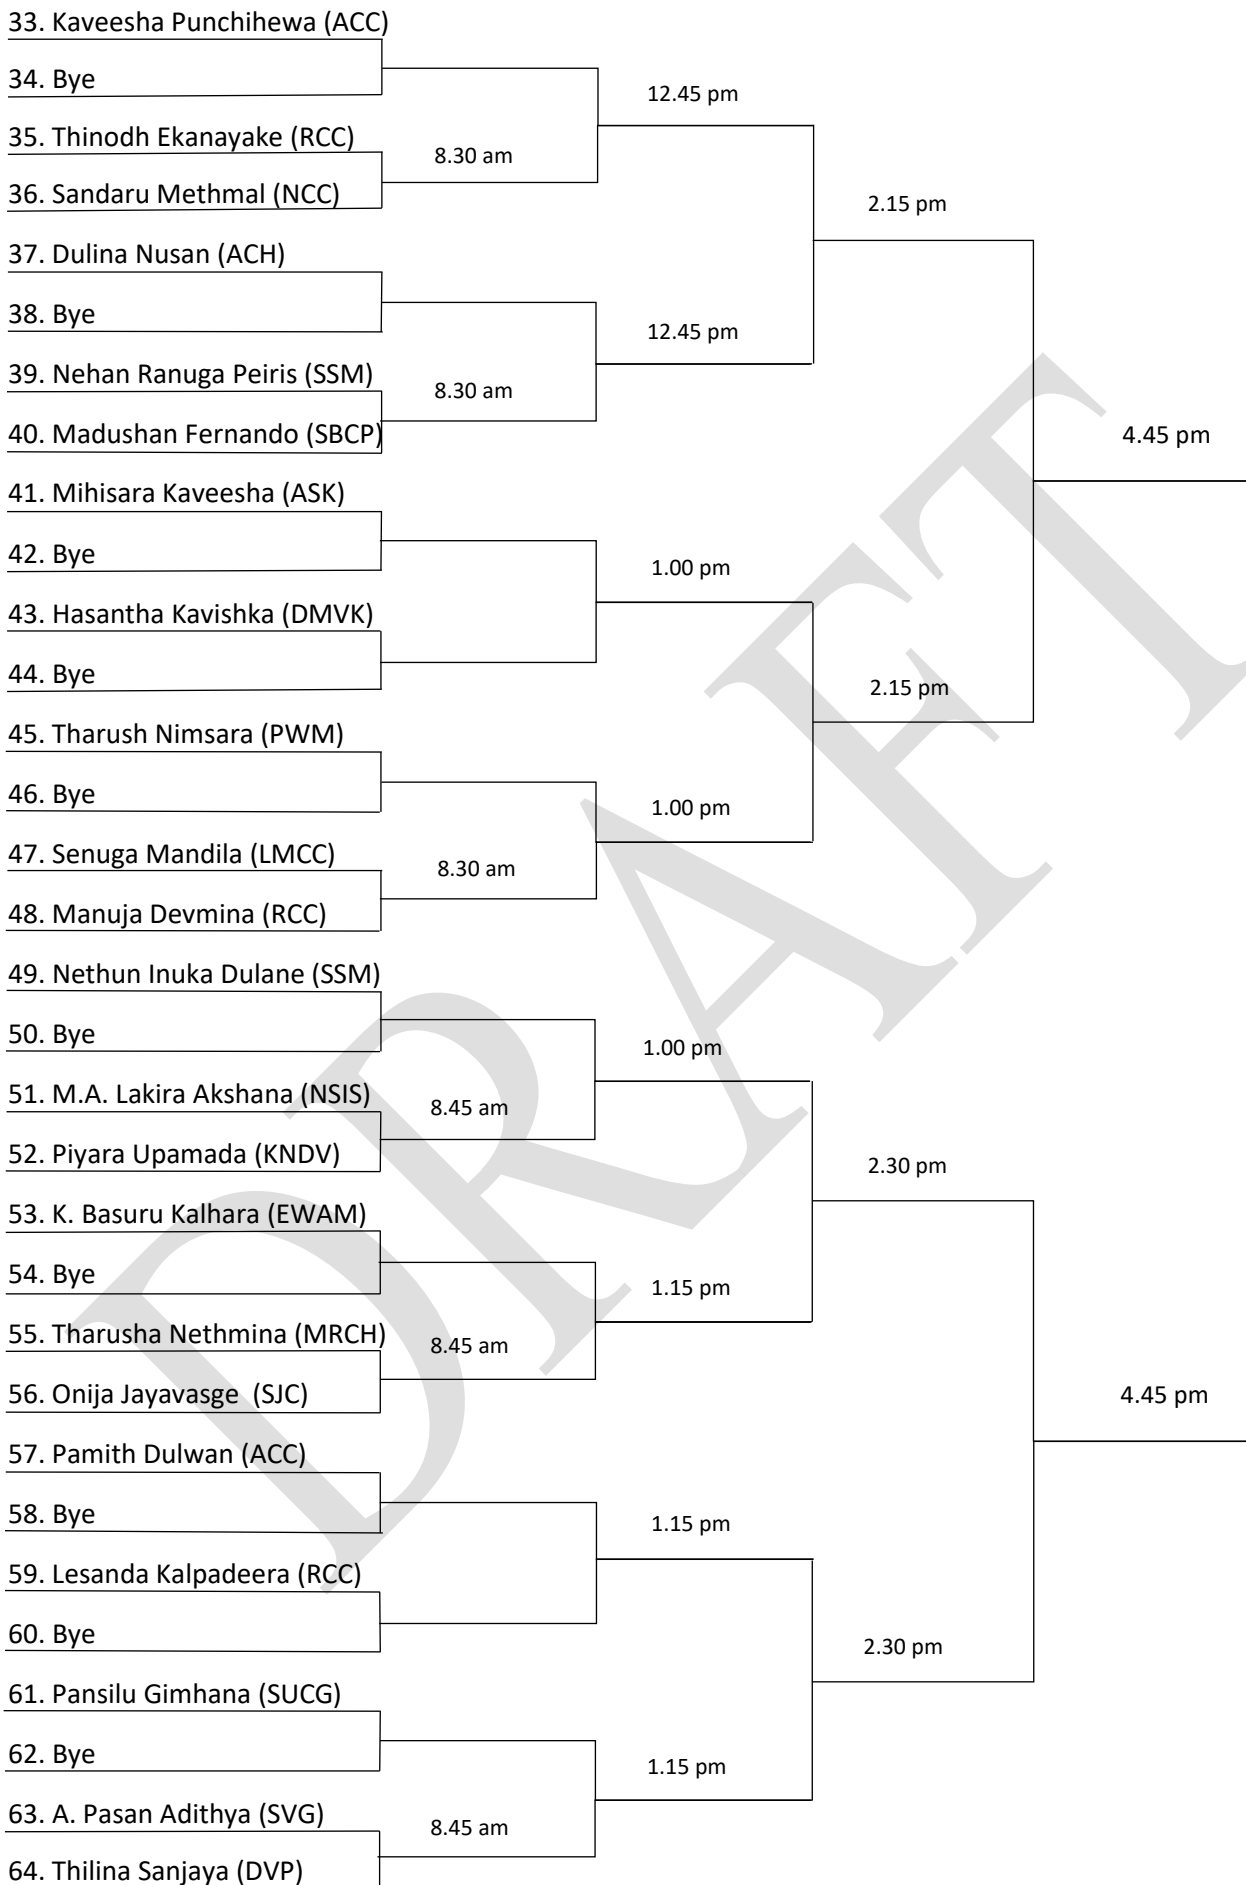 33. Kaveesha Punchihewa (ACC)
34. Bye
12.45 pm
35. Thinodh Ekanayake (RCC)
8.30 am
36. Sandaru Methmal (NCC)
2.15 pm
37. Dulina Nusan (ACH)
38. Bye
12.45 pm
39. Nehan Ranuga Peiris (SSM)
8.30 am
40. Madushan Fernando (SBCP)
4.45 pm
41. Mihisara Kaveesha (ASK)
42. Bye
1.00 pm
43. Hasantha Kavishka (DMVK)
44. Bye
2.15 pm
45. Tharush Nimsara (PWM)
46. Bye
1.00 pm
47. Senuga Mandila (LMCC)
8.30 am
48. Manuja Devmina (RCC)
49. Nethun Inuka Dulane (SSM)
50. Bye
1.00 pm
51. M.A. Lakira Akshana (NSIS)
8.45 am
52. Piyara Upamada (KNDV)
2.30 pm
53. K. Basuru Kalhara (EWAM)
54. Bye
1.15 pm
55. Tharusha Nethmina (MRCH)
8.45 am
56. Onija Jayavasge  (SJC)
4.45 pm
57. Pamith Dulwan (ACC)
58. Bye
1.15 pm
59. Lesanda Kalpadeera (RCC)
60. Bye
2.30 pm
61. Pansilu Gimhana (SUCG)
62. Bye
1.15 pm
63. A. Pasan Adithya (SVG)
8.45 am
64. Thilina Sanjaya (DVP)
DRAFT